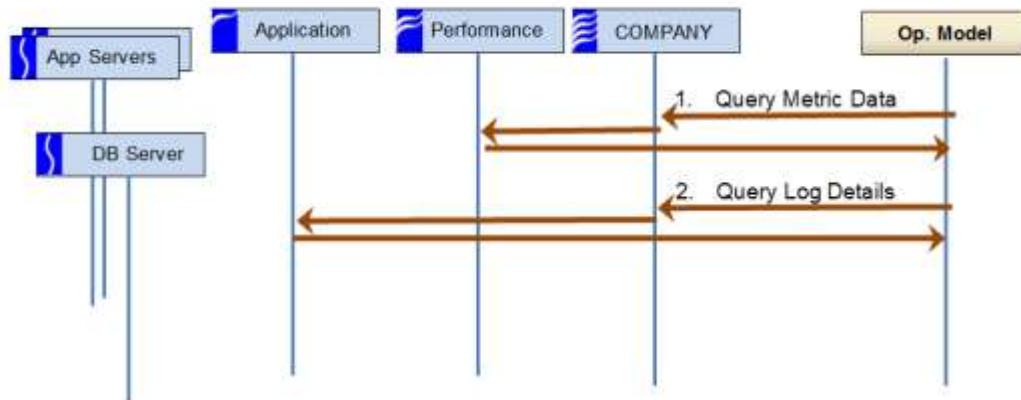 Application
Performance
COMPANY
Op. Model
App Servers
1. Query Metric Data
DB Server
2. Query Log Details